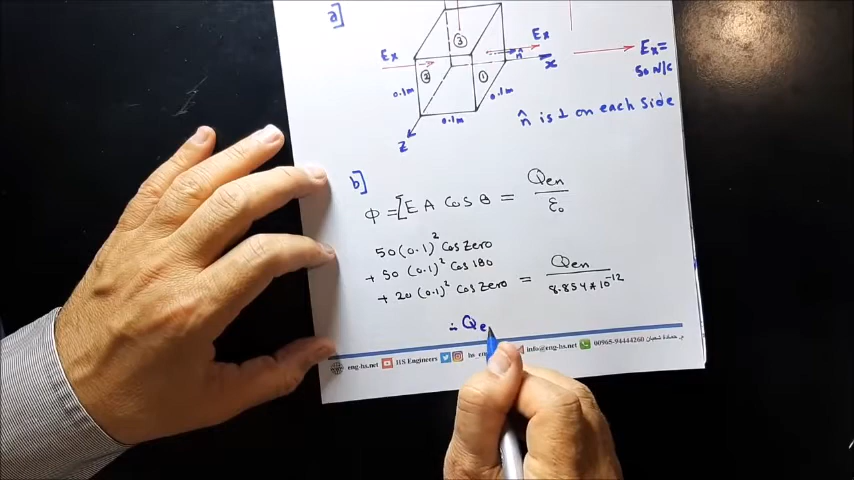 a]
③
Ex
Ex
Ex=
50 N/C
n̂
x
②
①
0.1m
0.1m
0.1m
Z
n̂ is ⊥ on each side
b]
Φ = [E A Cos θ = Qen / ε₀
50 (0.1)² Cos Zero
+ 50 (0.1)² Cos 180
+ 20 (0.1)² Cos Zero = Qen / 8.854*10⁻¹²
∴ Qe
eng-hs.net HS Engineers hs_engin info@eng-hs.net 00965-94444260